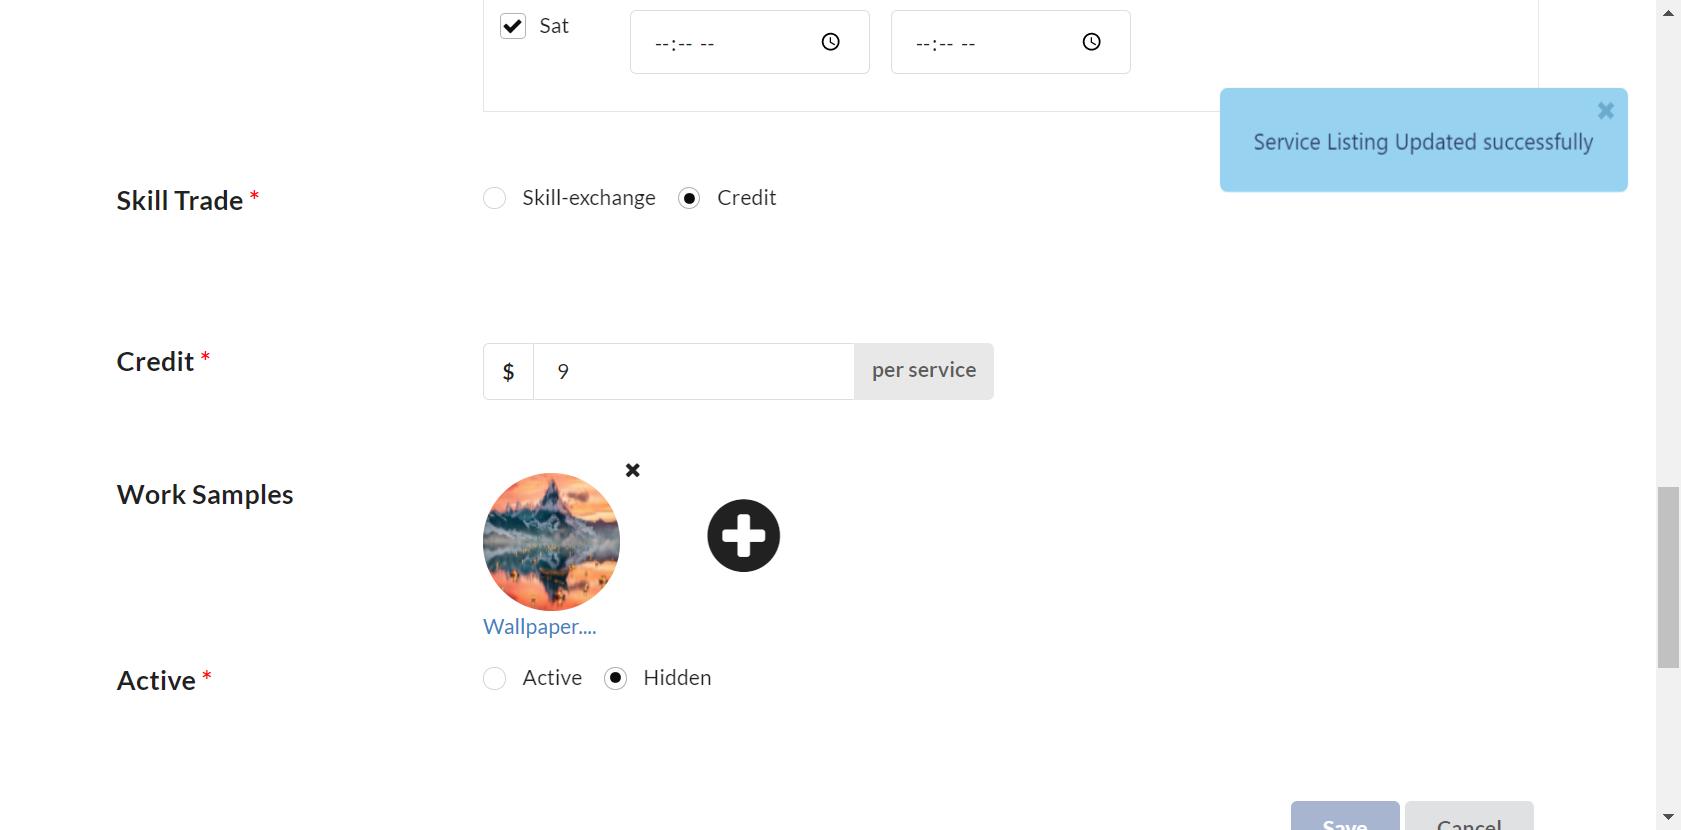 Sat
--:-- --
--:-- --
Service Listing Updated successfully
Skill Trade *
Skill-exchange
Credit
Credit *
$
9
per service
Work Samples
Wallpaper....
Active *
Active
Hidden
Save
Cancel